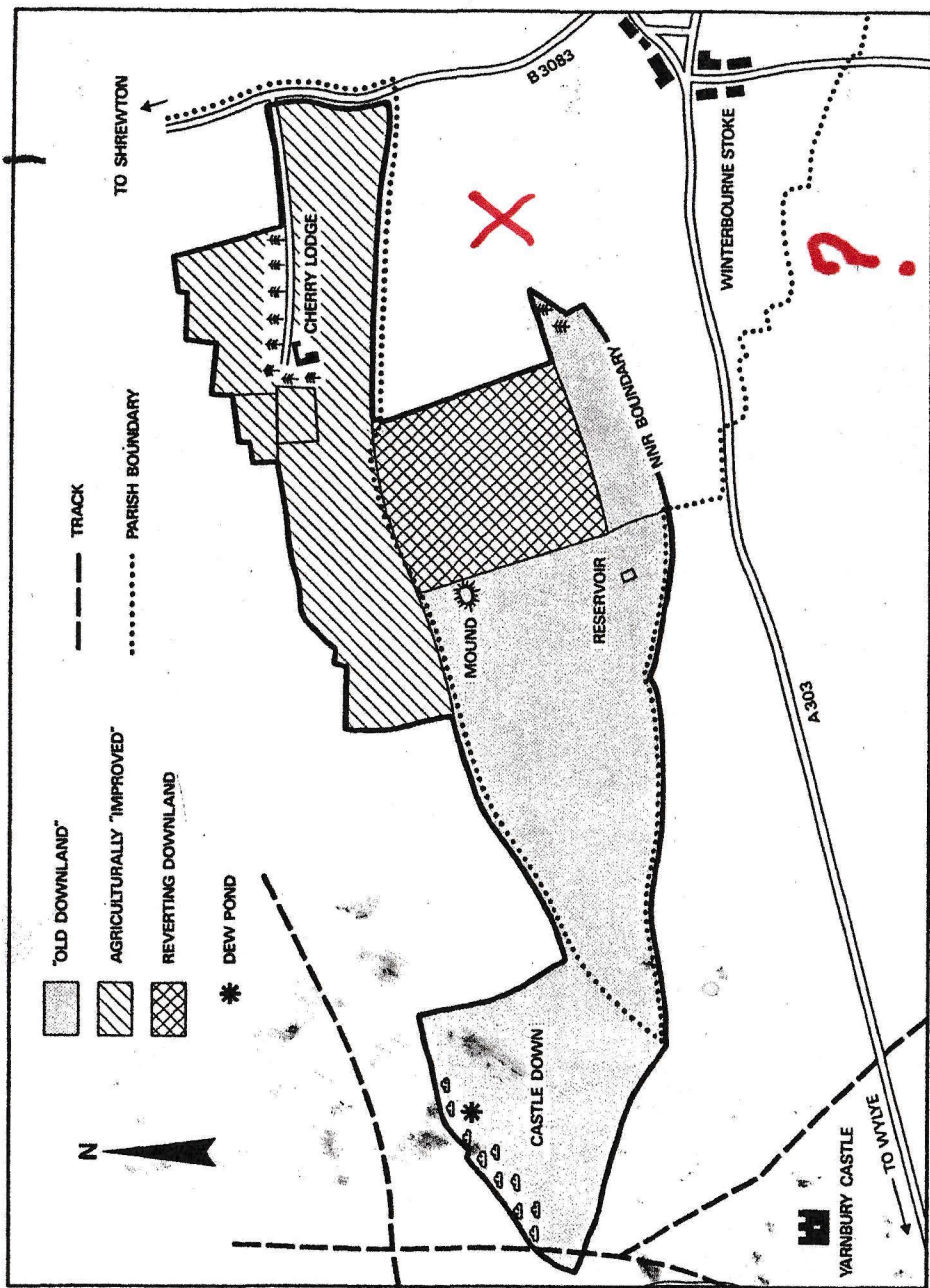 N
"OLD DOWNLAND"
AGRICULTURALLY "IMPROVED"
REVERTING DOWNLAND
DEW POND
TRACK
PARISH BOUNDARY
TO SHREWTON
CHERRY LODGE
B 3083
X
MOUND
RESERVOIR
NNR BOUNDARY
CASTLE DOWN
WINTERBOURNE STOKE
?
A303
YARNBURY CASTLE
TO WYLYE